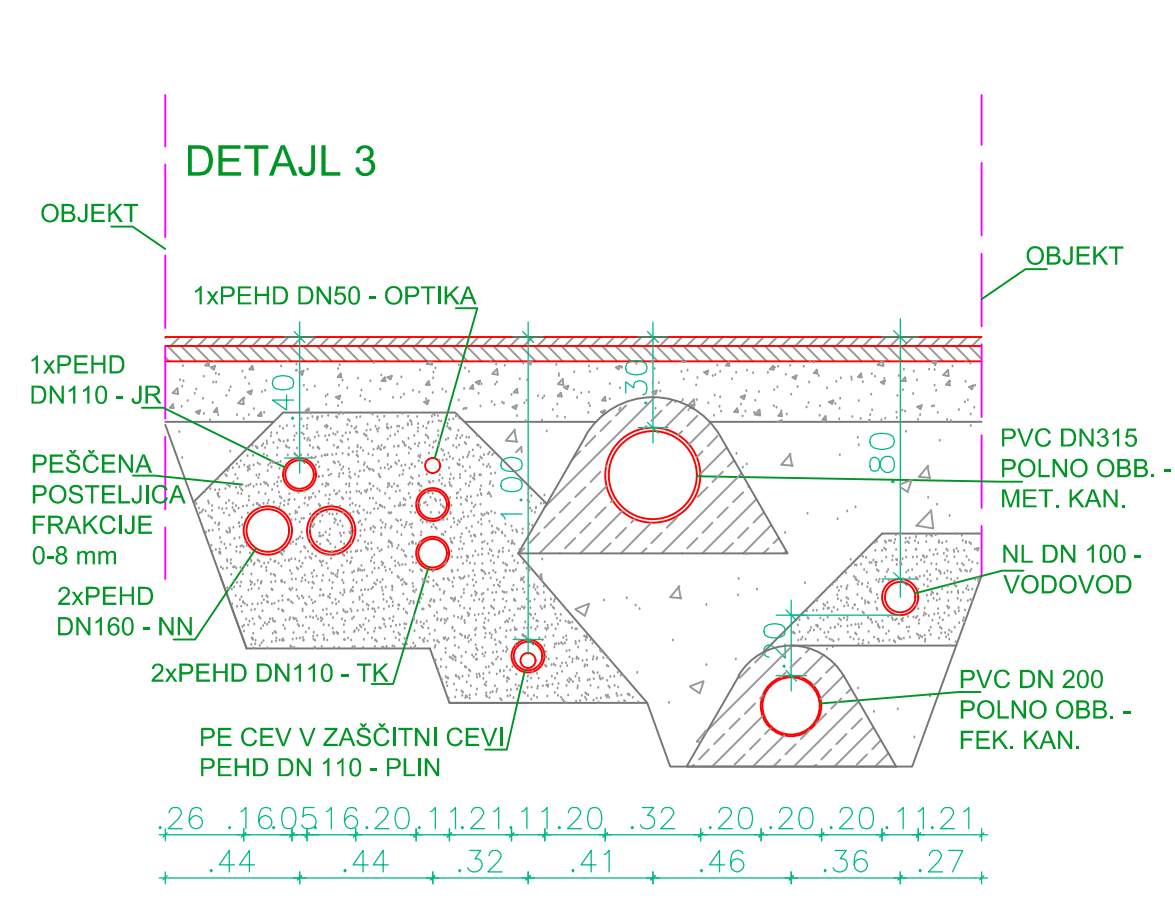 DETAJL 3
OBJEKT
OBJEKT
1xPEHD DN50 - OPTIKA
1xPEHD
DN110 - JR
.40
.30
1.00
.80
.20
PEŠČENA
POSTELJICA
FRAKCIJE
0-8 mm
PVC DN315
POLNO OBB. -
MET. KAN.
NL DN 100 -
VODOVOD
2xPEHD
DN160 - NN
2xPEHD DN110 - TK
PVC DN 200
POLNO OBB. -
FEK. KAN.
PE CEV V ZAŠČITNI CEVI
PEHD DN 110 - PLIN
.26 .16 .05 .16 .20 .11 .21 .11 .20 .32 .20 .20 .20 .11 .21
.44 .44 .32 .41 .46 .36 .27